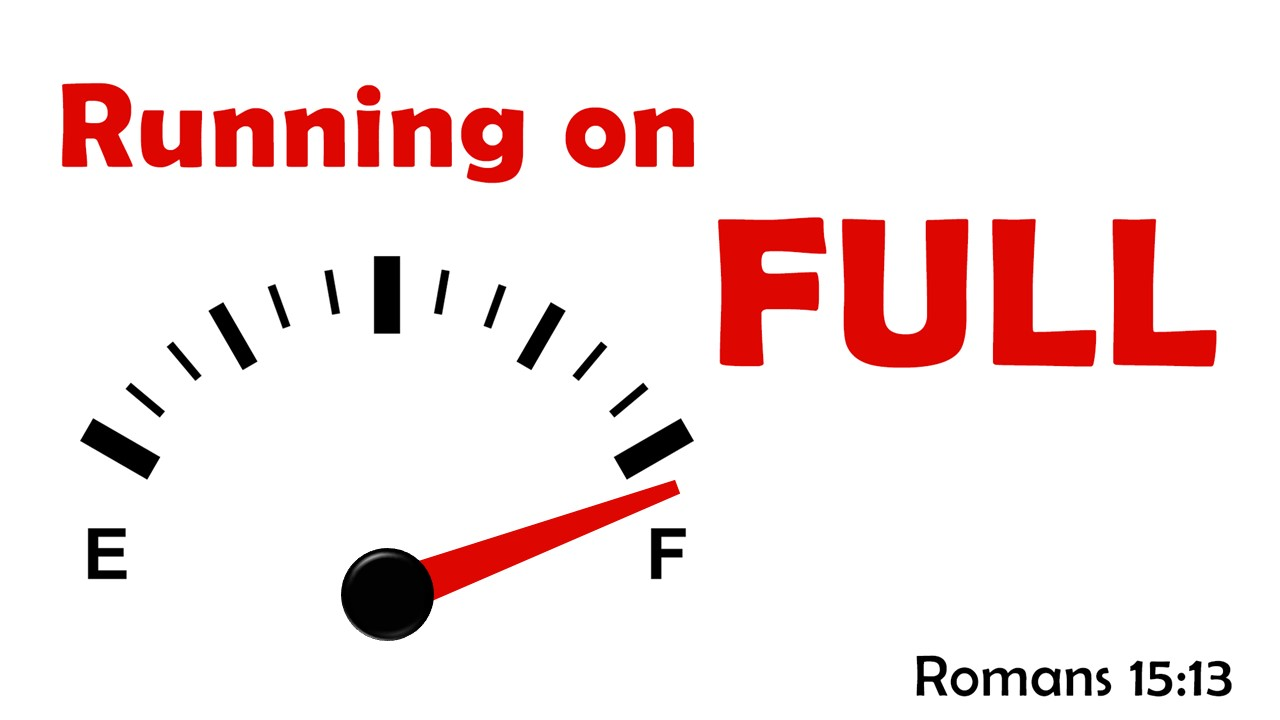 Running on
FULL
E
F
Romans 15:13